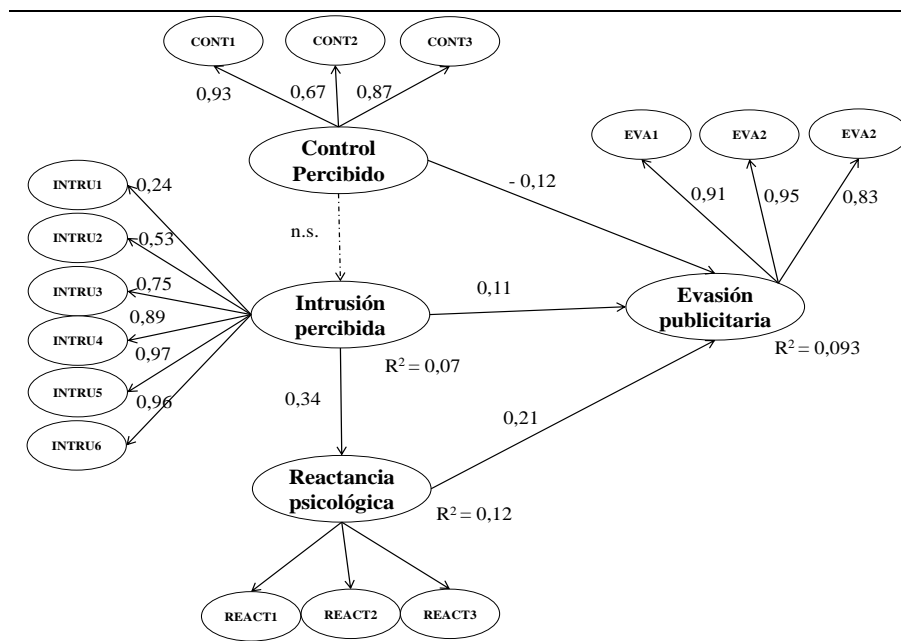 CONT1
CONT2
CONT3
0,93
0,67
0,87
Control
Percibido
EVA1
EVA2
EVA2
0,91
0,95
0,83
- 0,12
n.s.
INTRU1
INTRU2
INTRU3
INTRU4
INTRU5
INTRU6
0,24
0,53
0,75
0,89
0,97
0,96
Intrusión
percibida
R² = 0,07
0,11
Evasión
publicitaria
R² = 0,093
0,34
0,21
Reactancia
psicológica
R² = 0,12
REACT1
REACT2
REACT3